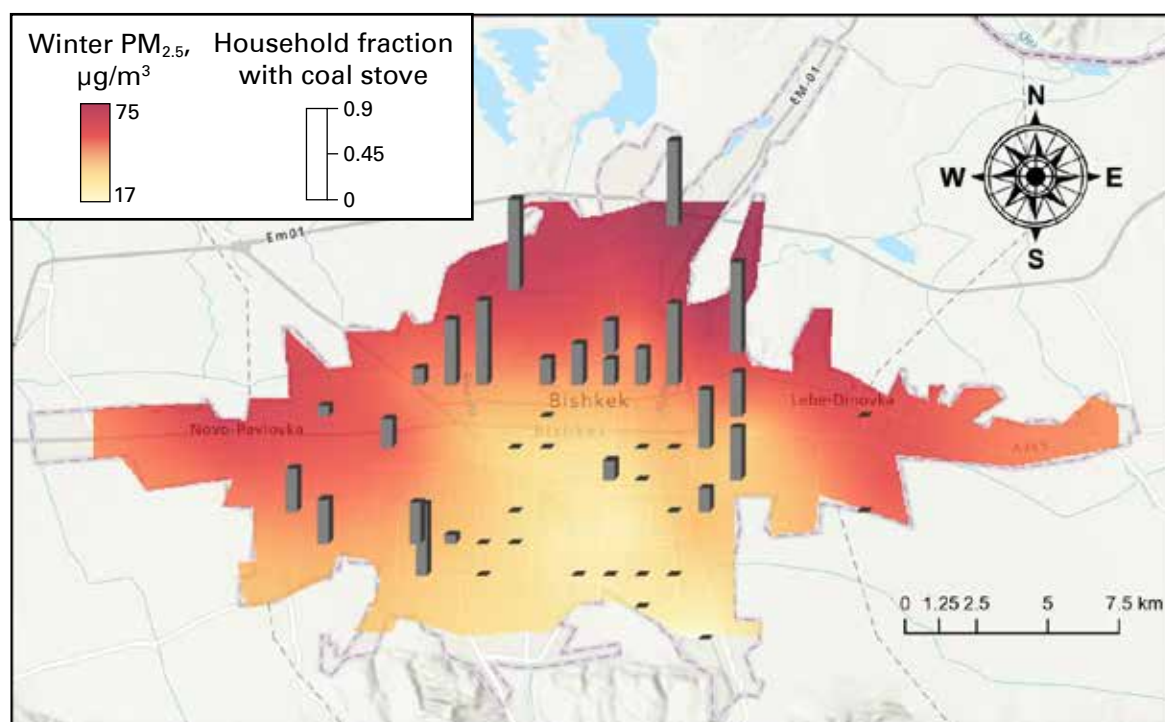 Winter PM2.5,
µg/m³
75
17
Household fraction
with coal stove
0.9
0.45
0
Em01
EM-01
N
W
E
S
Bishkek
Bishkek
Novo-Pavlovka
Lebe-Dinovka
0 1.25 2.5 5 7.5 km